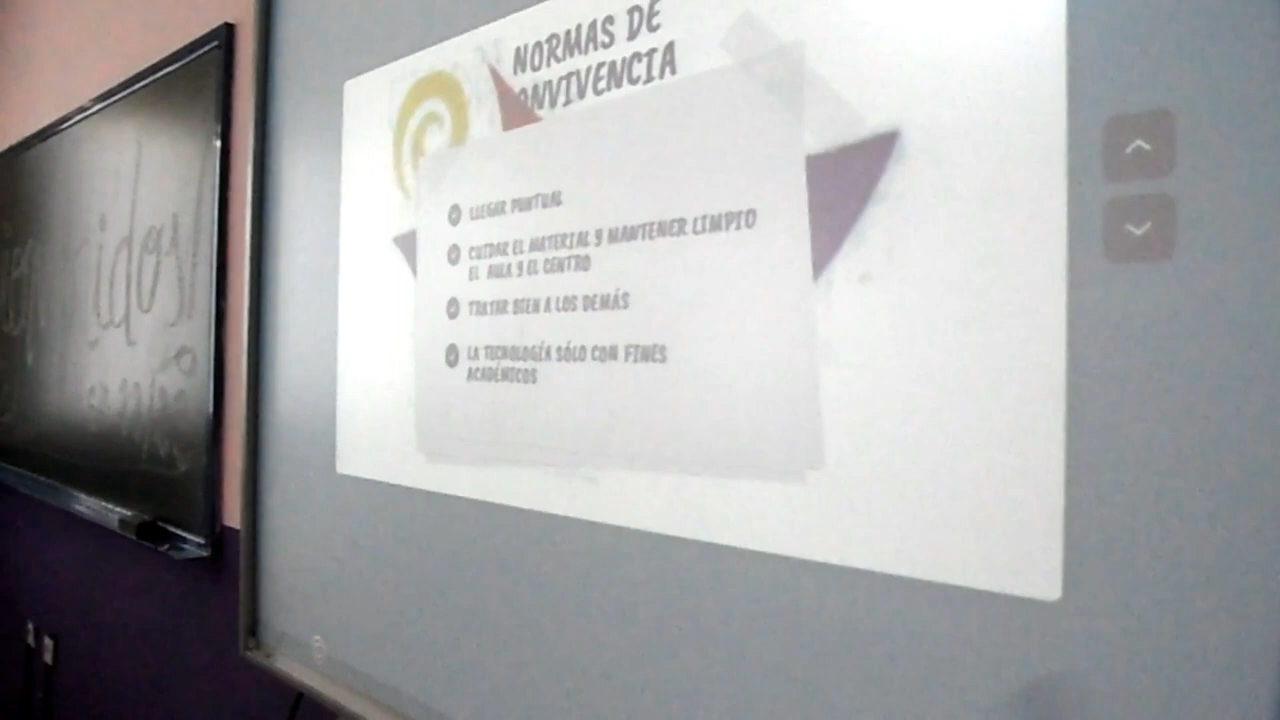 NORMAS DE
ONVIVENCIA
LLEGAR PUNTUAL
CUIDAR EL MATERIAL Y MANTENER LIMPIO
EL AULA Y EL CENTRO
TRATAR BIEN A LOS DEMÁS
LA TECNOLOGÍA SÓLO CON FINES
ACADÉMICOS